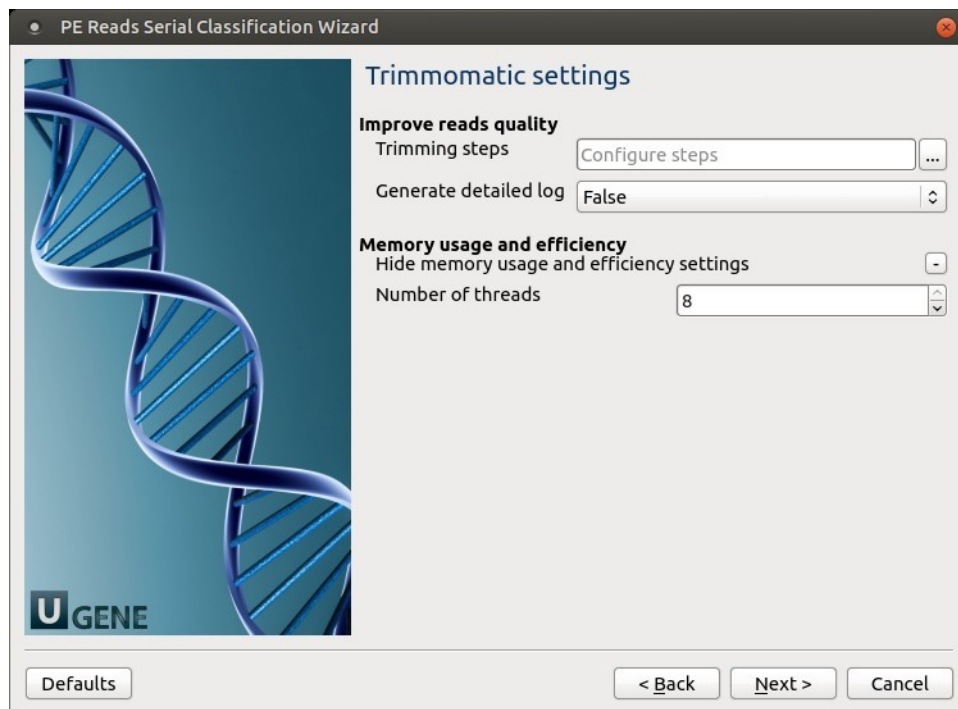 PE Reads Serial Classification Wizard
Trimmomatic settings
Improve reads quality
Trimming steps
Configure steps
...
Generate detailed log
False
Memory usage and efficiency
Hide memory usage and efficiency settings
-
Number of threads
8
U GENE
Defaults
< Back
Next >
Cancel